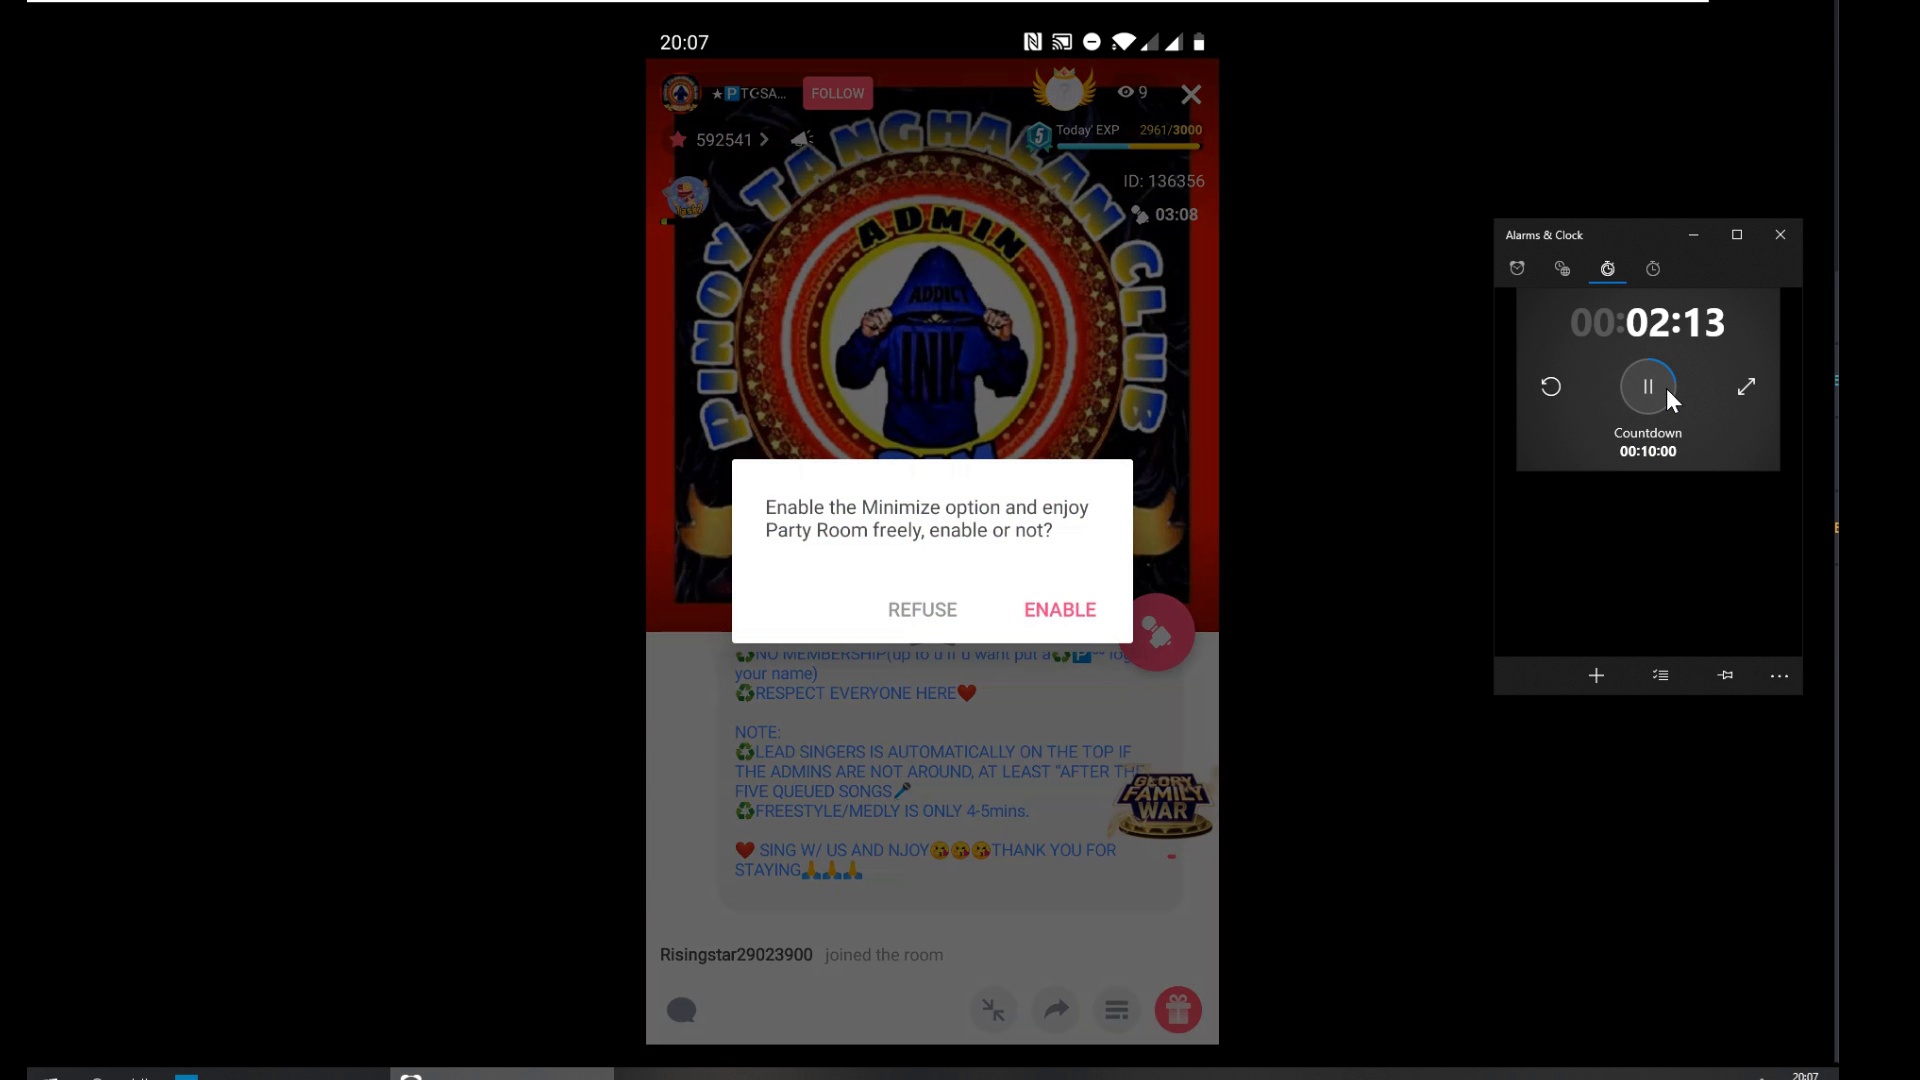 20:07
★🅿TC·SA... FOLLOW 9
592541
5 Today' EXP 2961/3000
ID: 136356
03:08
PINOY TANGHALAN CLUB
ADMIN
ADDICT
INK
Enable the Minimize option and enjoy
Party Room freely, enable or not?
REFUSE ENABLE
♻NO MEMBERSHIP(up to u if u want put a♻🅿
your name)
♻RESPECT EVERYONE HERE❤
NOTE:
♻LEAD SINGERS IS AUTOMATICALLY ON THE TOP IF
THE ADMINS ARE NOT AROUND, AT LEAST "AFTER THE
FIVE QUEUED SONGS🎤
♻FREESTYLE/MEDLY IS ONLY 4-5mins.
❤ SING W/ US AND NJOY😘😘😘THANK YOU FOR
STAYING🙏🙏🙏
GLORY
FAMILY
WAR
Risingstar29023900 joined the room
Alarms & Clock
00:02:13
Countdown
00:10:00
20:07